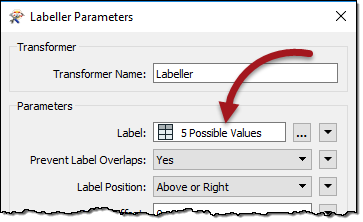 Labeller Parameters
Transformer
Transformer Name: Labeller
Parameters
Label: 5 Possible Values ...
Prevent Label Overlaps: Yes
Label Position: Above or Right